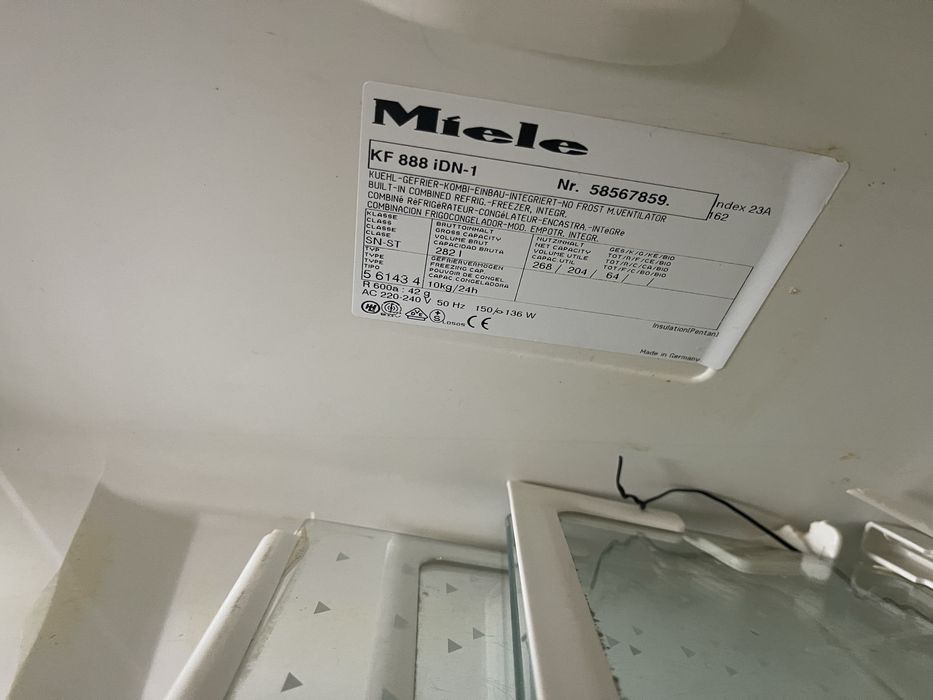 Miele
KF 888 iDN-1 Nr. 58567859. Index 23A
162
KUEHL-GEFRIER-KOMBI-EINBAU-INTEGRIERT-NO FROST M.VENTILATOR
BUILT-IN COMBINED REFRIG.-FREEZER, INTEGR.
COMBINé RéFRIGéRATEUR-CONGéLATEUR-ENCASTRA.-INTéGRé
COMBINACION FRIGOCONGELADOR-MOD. EMPOTR. INTEGR.
KLASSE
CLASS
CLASSE
CLASE
SN-ST
BRUTTOINHALT
GROSS CAPACITY
VOLUME BRUT
CAPACIDAD BRUTA
282 l
NUTZINHALT GES/G/KE/BIO
NET CAPACITY TOT/F/CE/BIO
VOLUME UTILE TOT/R/CA/BIO
CAPAC UTIL TOT/F/C/BO/BIO
268 / 204 / 64 / /
TYP
TYPE
TYPE
TIPO
5 6143 4
GEFRIERVERMÖGEN
FREEZING CAP.
POUVOIR DE CONGEL.
CAPAC CONGELADORA
10kg/24h
R 600a : 42 g
AC 220-240 V 50 Hz 150/ 136 W
DVE S LOSOS CE
Insulation(Pentan)
Made in Germany